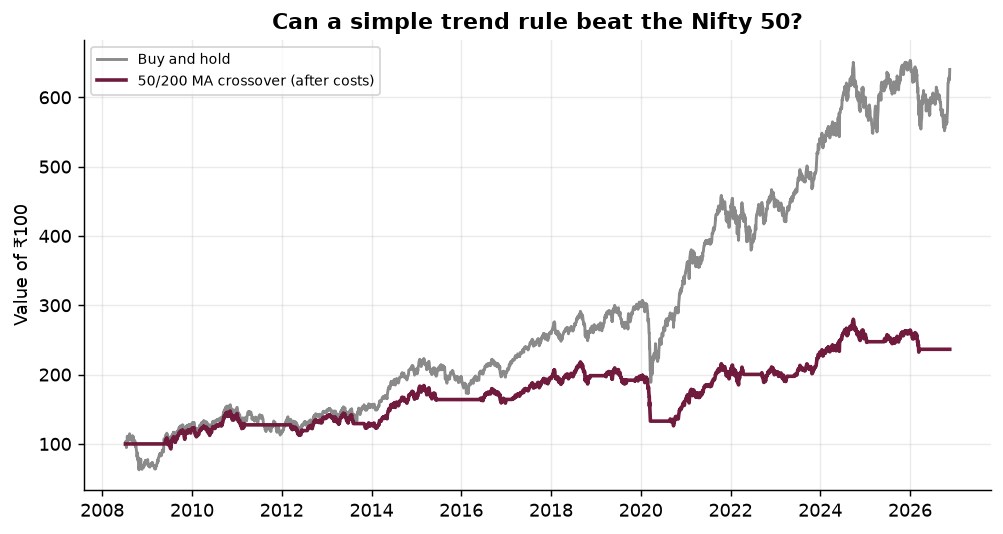 Can a simple trend rule beat the Nifty 50?
Buy and hold
50/200 MA crossover (after costs)
Value of ₹100
600
500
400
300
200
100
2008 2010 2012 2014 2016 2018 2020 2022 2024 2026